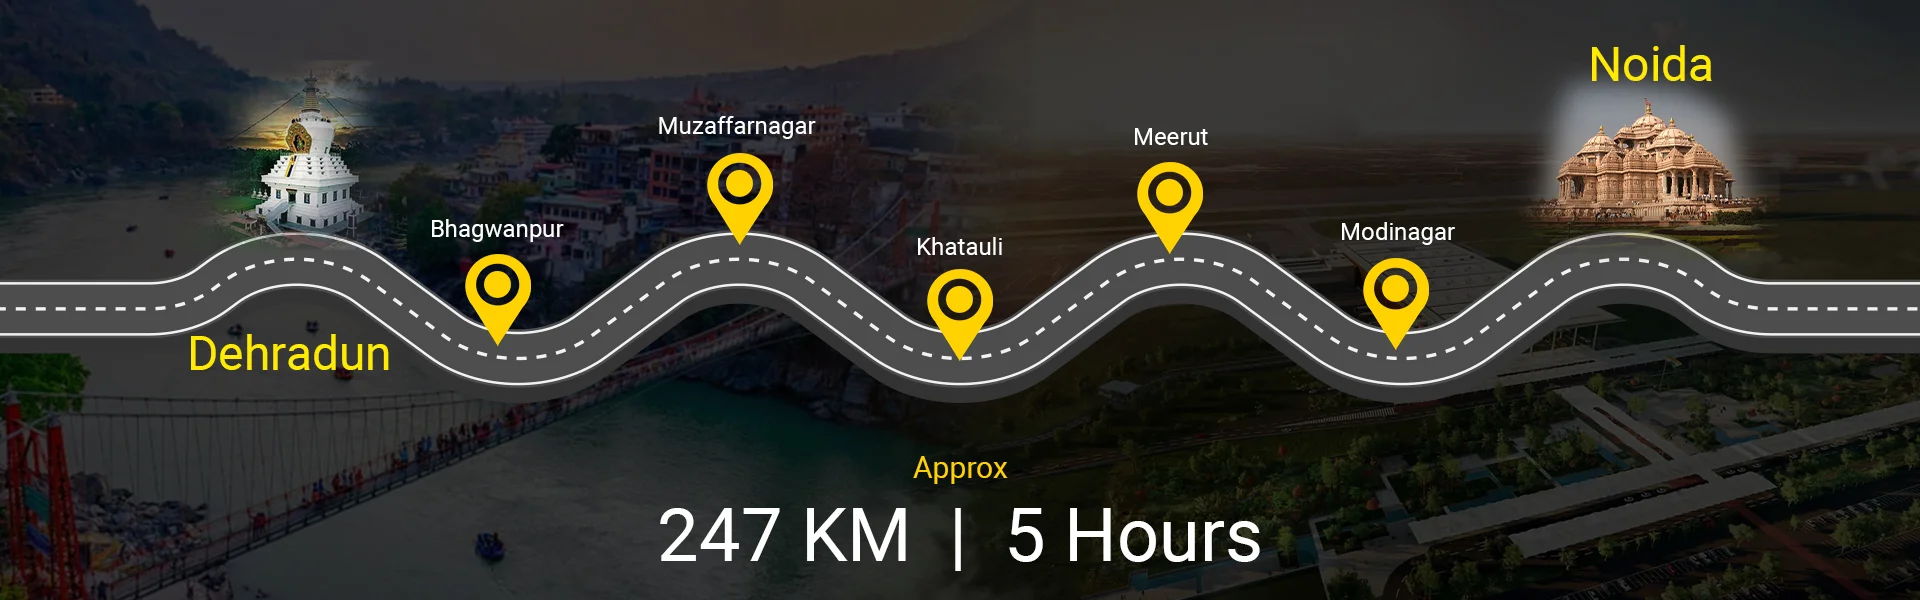 Noida
Muzaffarnagar
Meerut
Bhagwanpur
Khatauli
Modinagar
Dehradun
Approx
247 KM | 5 Hours